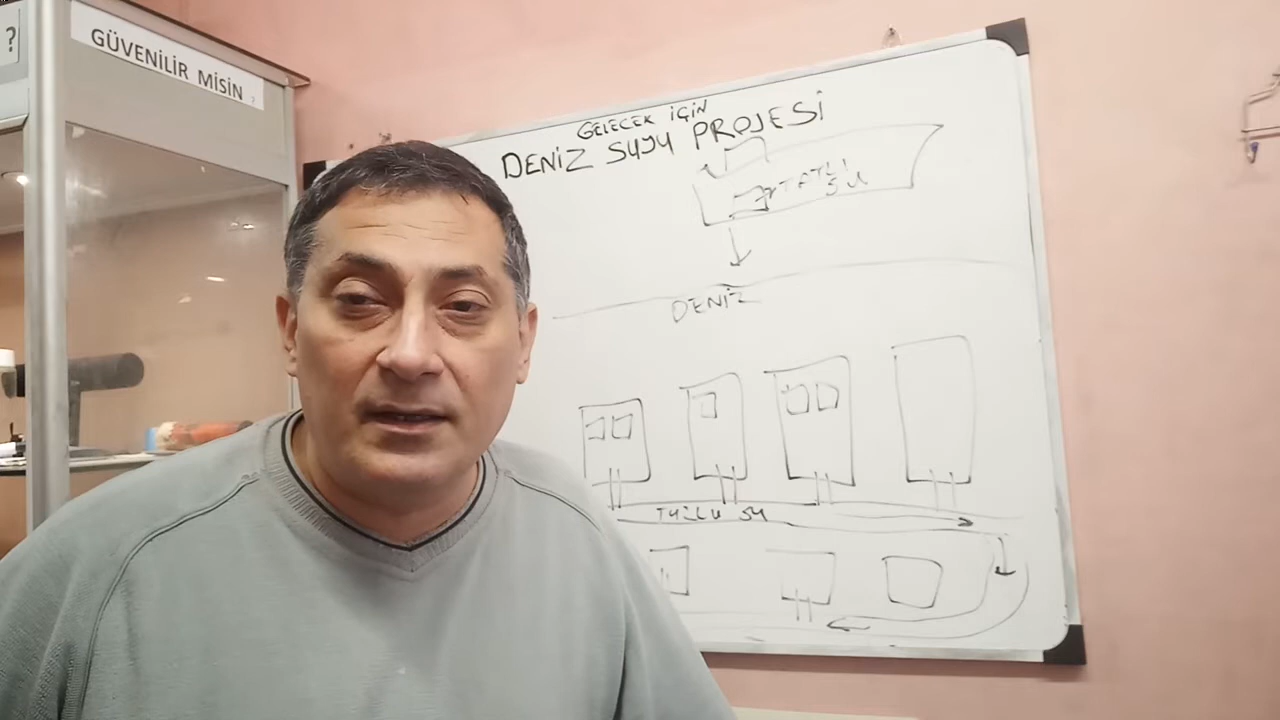 ?
GÜVENİLİR MİSİN ?
GELECEK İÇİN
DENİZ SUYU PROJESİ
TATLI
SU
DENİZ
TUZLU SU